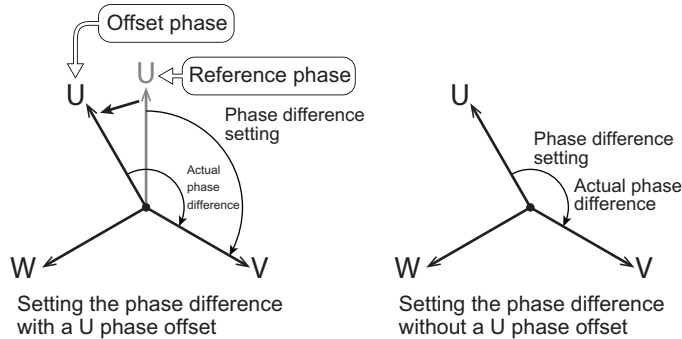 Offset phase
U
Reference phase
U
Phase difference
setting
Actual
phase
difference
W
V
Setting the phase difference
with a U phase offset
U
Phase difference
setting
Actual phase
difference
W
V
Setting the phase difference
without a U phase offset